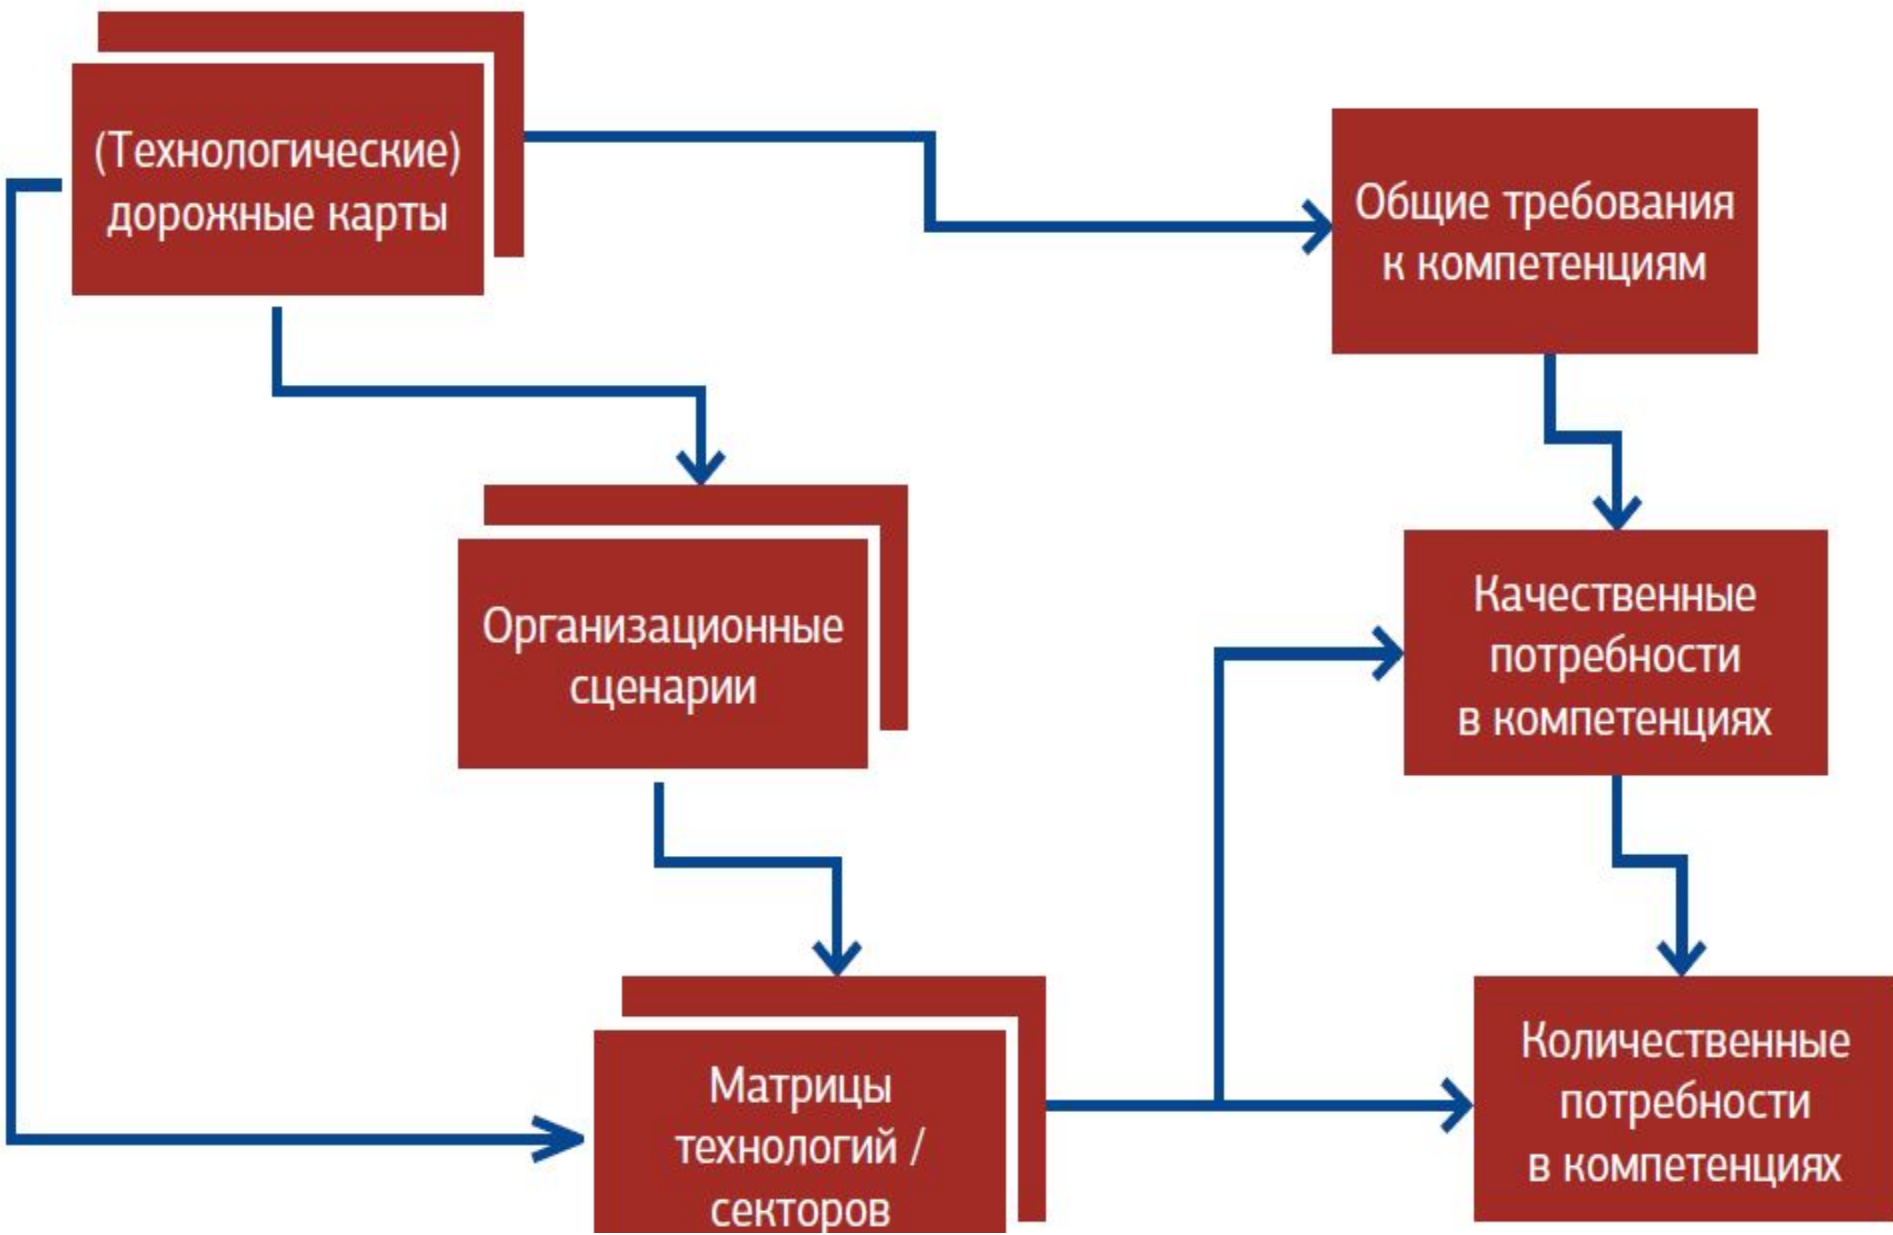 (Технологические)
дорожные карты
Общие требования
к компетенциям
Организационные
сценарии
Качественные
потребности
в компетенциях
Матрицы
технологий /
секторов
Количественные
потребности
в компетенциях